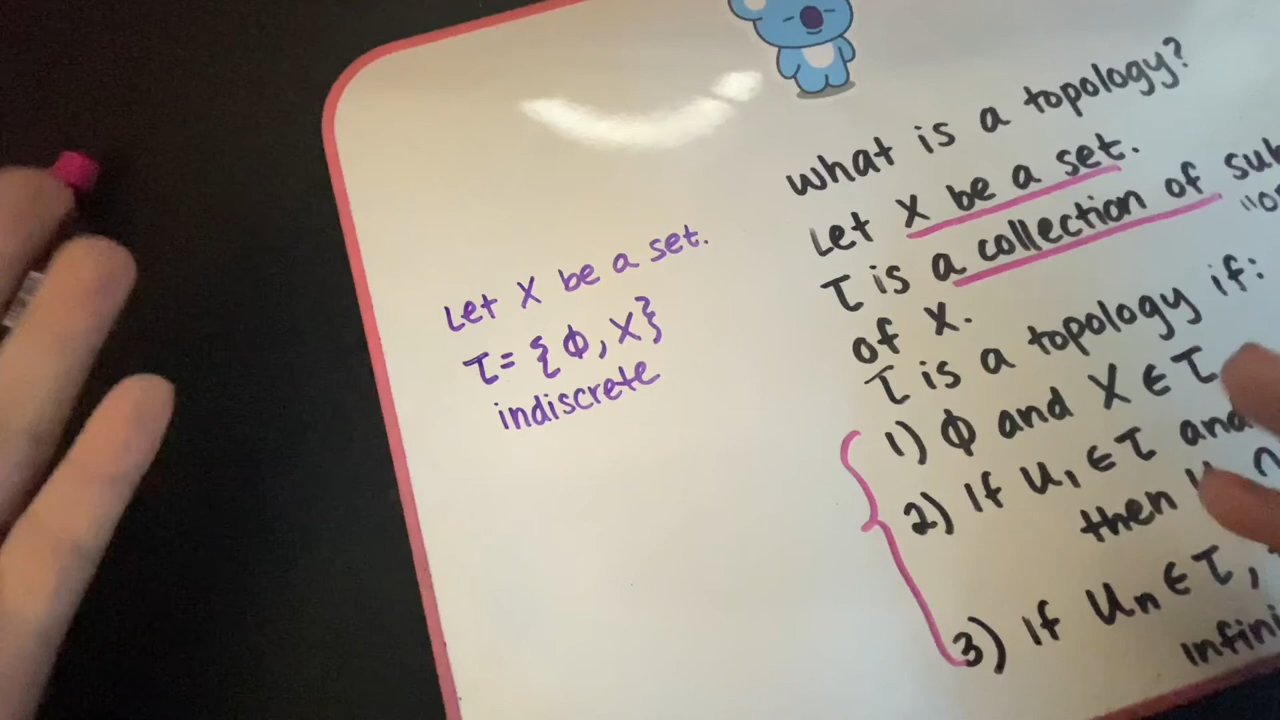 Let X be a set.
τ = {Φ, X}
indiscrete
What is a topology?
Let X be a set.
τ is a collection of sub
"o
of X.
τ is a topology if:
1) Φ and X ∈ τ
2) If U₁ ∈ τ and
then
3) If Uₙ ∈ τ,
infini